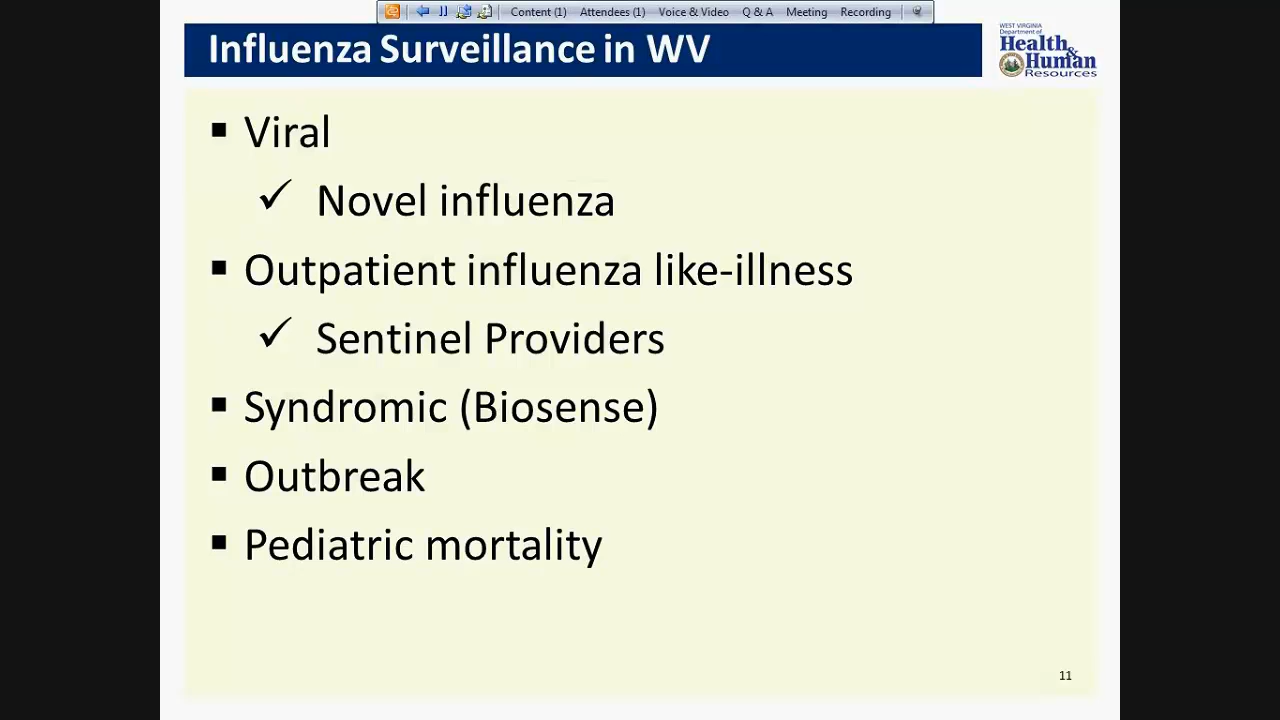 Content (1) Attendees (1) Voice & Video Q & A Meeting Recording
Influenza Surveillance in WV
WEST VIRGINIA
Department of
Health &
Human
Resources
▪ Viral
✓ Novel influenza
▪ Outpatient influenza like-illness
✓ Sentinel Providers
▪ Syndromic (Biosense)
▪ Outbreak
▪ Pediatric mortality
11